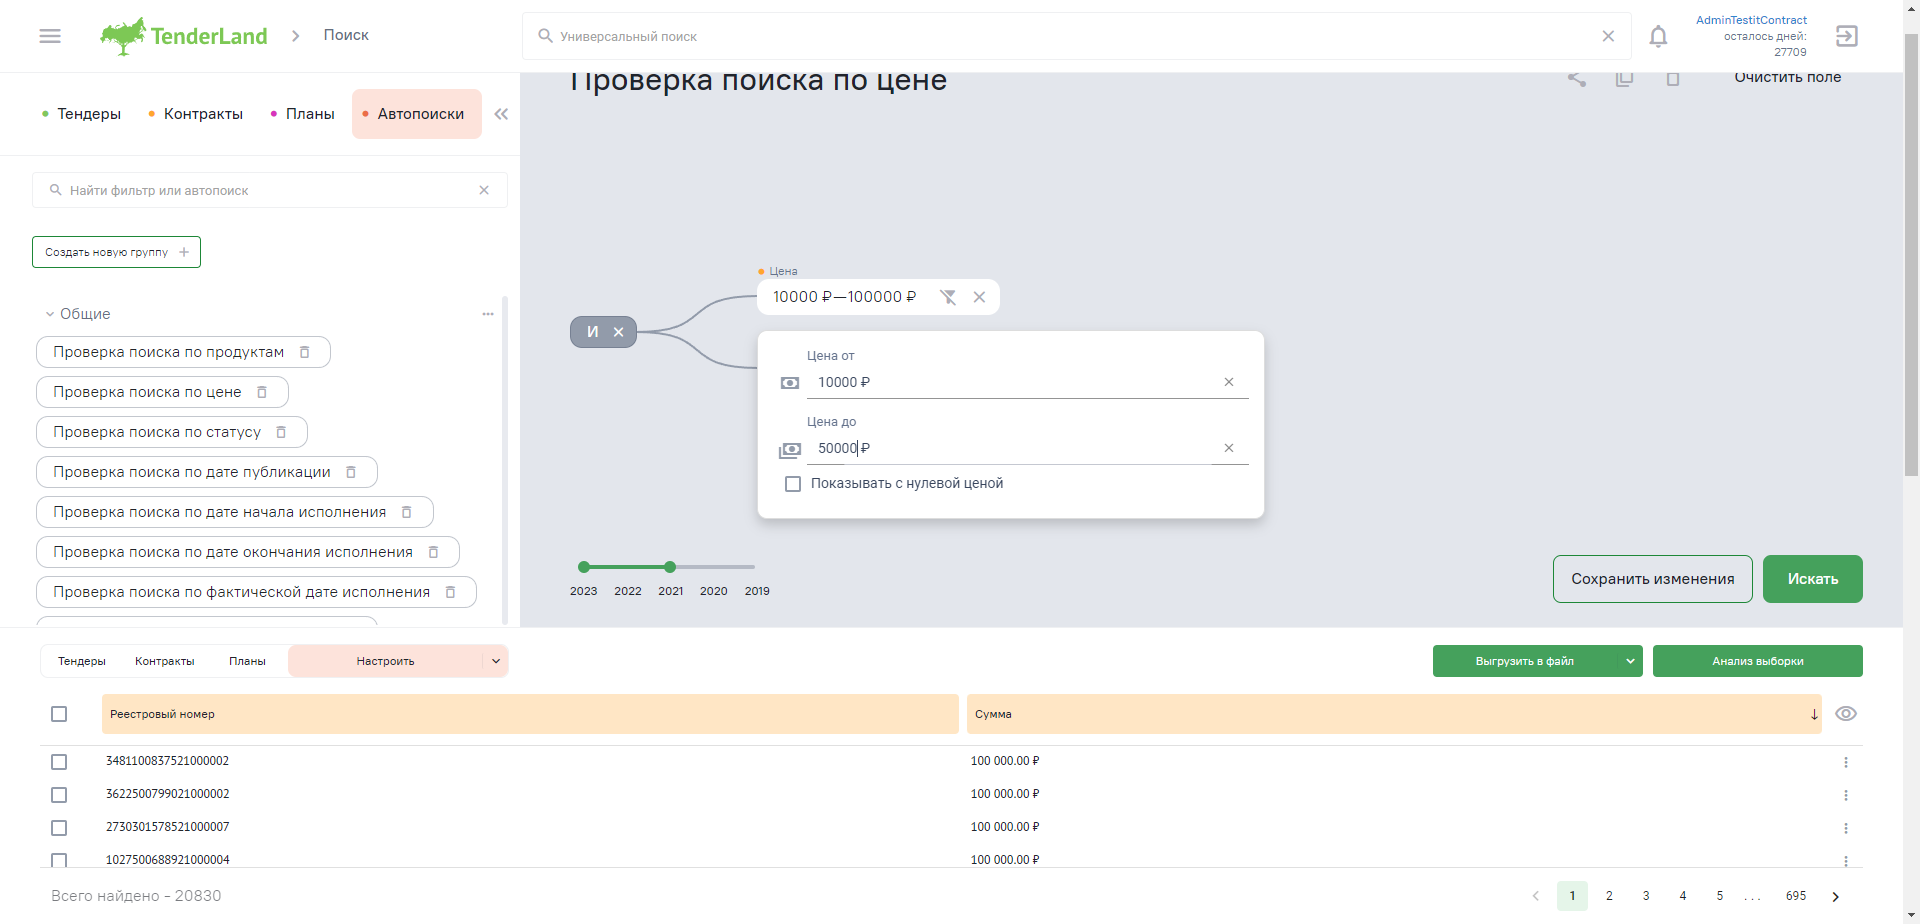 TenderLand
Поиск
Универсальный поиск
AdminTestitContract
осталось дней:
27709
Тендеры
Контракты
Планы
Автопоиски
Проверка поиска по цене
Очистить поле
Найти фильтр или автопоиск
Создать новую группу
Общие
Проверка поиска по продуктам
Проверка поиска по цене
Проверка поиска по статусу
Проверка поиска по дате публикации
Проверка поиска по дате начала исполнения
Проверка поиска по дате окончания исполнения
Проверка поиска по фактической дате исполнения
Цена
10000 ₽—100000 ₽
И
Цена от
10000 ₽
Цена до
50000 ₽
Показывать с нулевой ценой
2023 2022 2021 2020 2019
Сохранить изменения
Искать
Тендеры
Контракты
Планы
Настроить
Выгрузить в файл
Анализ выборки
Реестровый номер Сумма
3481100837521000002 100 000.00 ₽
3622500799021000002 100 000.00 ₽
2730301578521000007 100 000.00 ₽
1027500688921000004 100 000.00 ₽
Всего найдено - 20830
1 2 3 4 5 ... 695